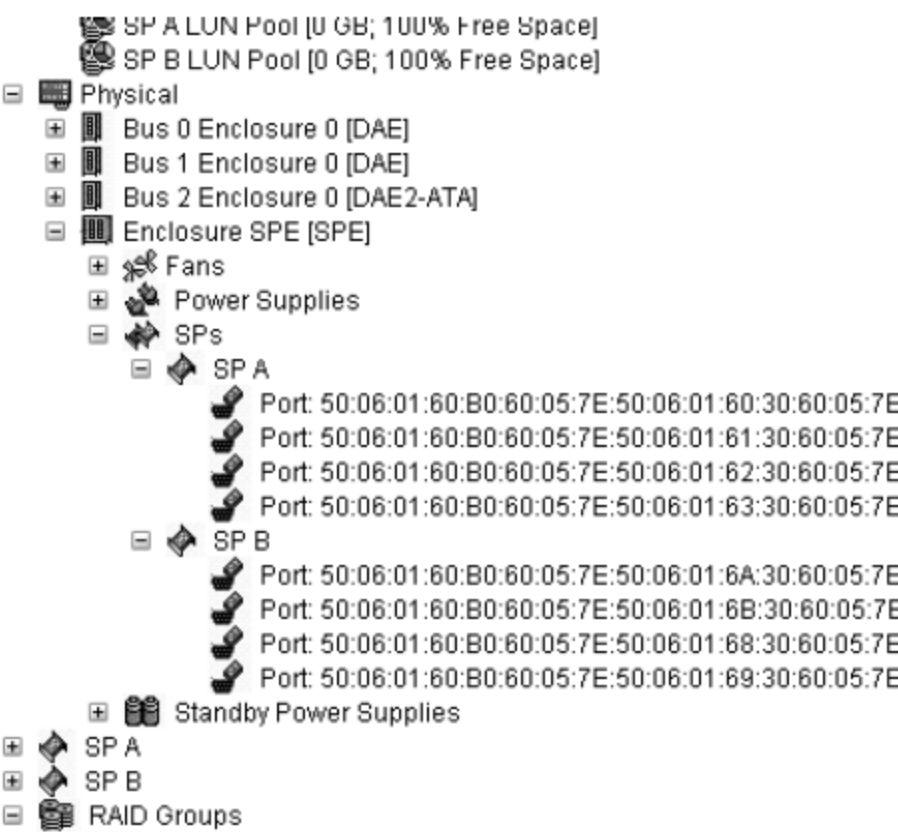 SP A LUN Pool [0 GB; 100% Free Space]
SP B LUN Pool [0 GB; 100% Free Space]
Physical
Bus 0 Enclosure 0 [DAE]
Bus 1 Enclosure 0 [DAE]
Bus 2 Enclosure 0 [DAE2-ATA]
Enclosure SPE [SPE]
Fans
Power Supplies
SPs
SP A
Port: 50:06:01:60:B0:60:05:7E:50:06:01:60:30:60:05:7E
Port: 50:06:01:60:B0:60:05:7E:50:06:01:61:30:60:05:7E
Port: 50:06:01:60:B0:60:05:7E:50:06:01:62:30:60:05:7E
Port: 50:06:01:60:B0:60:05:7E:50:06:01:63:30:60:05:7E
SP B
Port: 50:06:01:60:B0:60:05:7E:50:06:01:6A:30:60:05:7E
Port: 50:06:01:60:B0:60:05:7E:50:06:01:6B:30:60:05:7E
Port: 50:06:01:60:B0:60:05:7E:50:06:01:68:30:60:05:7E
Port: 50:06:01:60:B0:60:05:7E:50:06:01:69:30:60:05:7E
Standby Power Supplies
SP A
SP B
RAID Groups